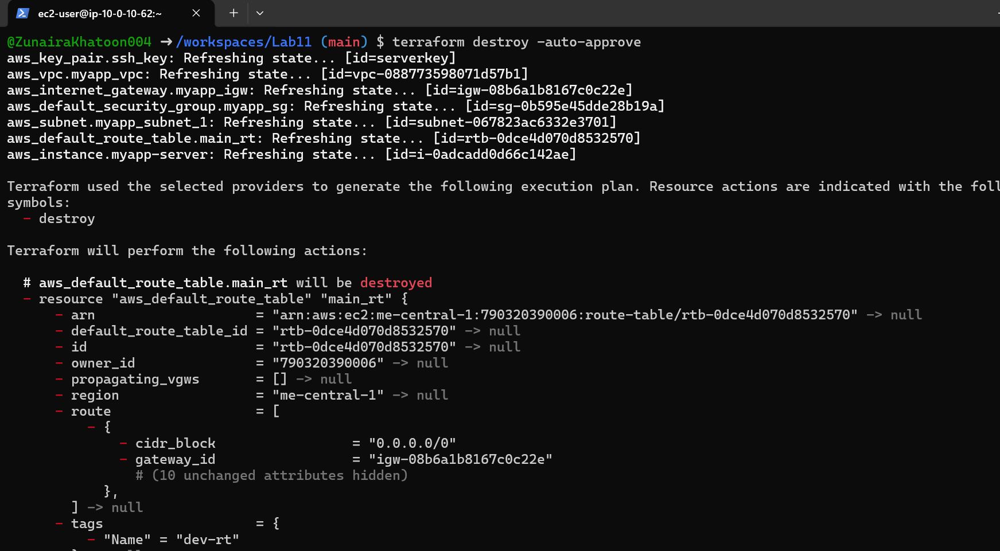 ec2-user@ip-10-0-10-62:~
@ZunairaKhatoon004 ➜ /workspaces/Lab11 (main) $ terraform destroy -auto-approve
aws_key_pair.ssh_key: Refreshing state... [id=serverkey]
aws_vpc.myapp_vpc: Refreshing state... [id=vpc-088773598071d57b1]
aws_internet_gateway.myapp_igw: Refreshing state... [id=igw-08b6a1b8167c0c22e]
aws_default_security_group.myapp_sg: Refreshing state... [id=sg-0b595e45dde28b19a]
aws_subnet.myapp_subnet_1: Refreshing state... [id=subnet-067823ac6332e3701]
aws_default_route_table.main_rt: Refreshing state... [id=rtb-0dce4d070d8532570]
aws_instance.myapp-server: Refreshing state... [id=i-0adcadd0d66c142ae]
Terraform used the selected providers to generate the following execution plan. Resource actions are indicated with the foll
symbols:
- destroy
Terraform will perform the following actions:
# aws_default_route_table.main_rt will be destroyed
- resource "aws_default_route_table" "main_rt" {
- arn = "arn:aws:ec2:me-central-1:790320390006:route-table/rtb-0dce4d070d8532570" -> null
- default_route_table_id = "rtb-0dce4d070d8532570" -> null
- id = "rtb-0dce4d070d8532570" -> null
- owner_id = "790320390006" -> null
- propagating_vgws = [] -> null
- region = "me-central-1" -> null
- route = [
- {
- cidr_block = "0.0.0.0/0"
- gateway_id = "igw-08b6a1b8167c0c22e"
# (10 unchanged attributes hidden)
},
] -> null
- tags = {
- "Name" = "dev-rt"